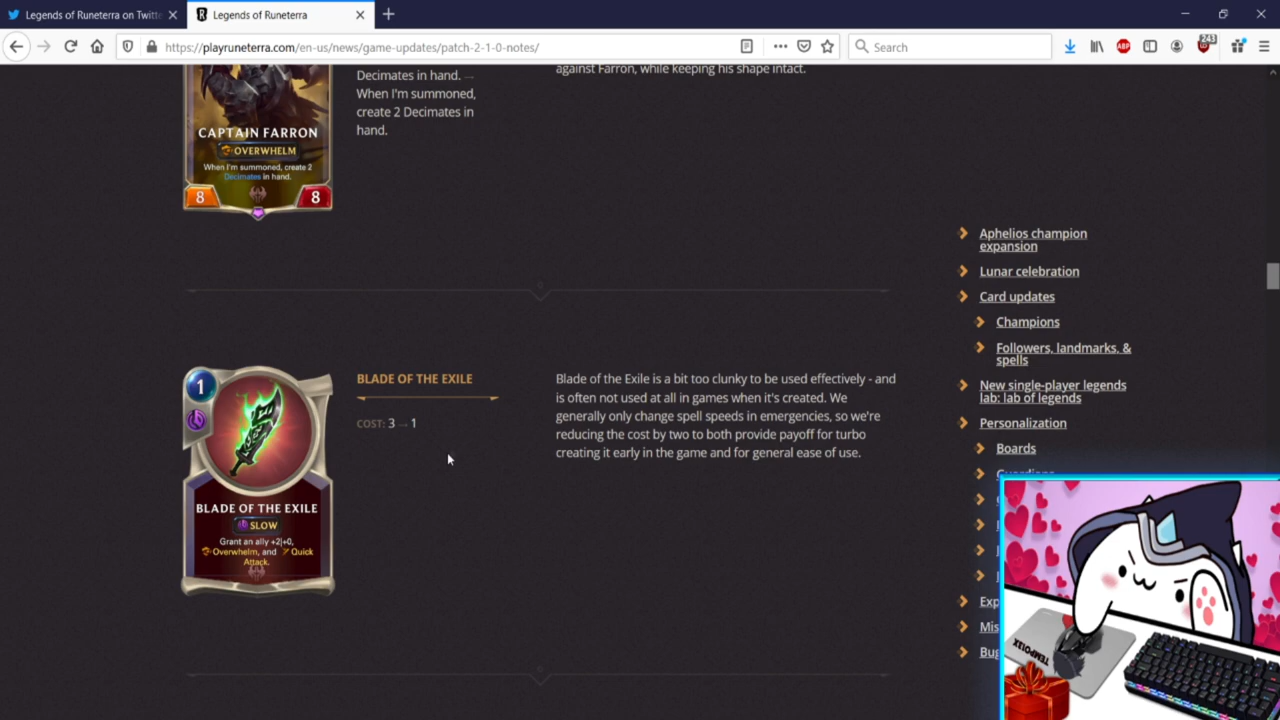 Legends of Runeterra on Twitte
Legends of Runeterra
https://playruneterra.com/en-us/news/game-updates/patch-2-1-0-notes/
Search
ABP
243
Decimates in hand. →
When I'm summoned,
create 2 Decimates in
hand.
against Farron, while keeping his shape intact.
CAPTAIN FARRON
OVERWHELM
When I'm summoned, create 2
Decimates in hand.
8
8
1
BLADE OF THE EXILE
SLOW
Grant an ally +2|+0,
Overwhelm, and Quick
Attack.
BLADE OF THE EXILE
COST: 3 → 1
Blade of the Exile is a bit too clunky to be used effectively - and
is often not used at all in games when it's created. We
generally only change spell speeds in emergencies, so we're
reducing the cost by two to both provide payoff for turbo
creating it early in the game and for general ease of use.
Aphelios champion
expansion
Lunar celebration
Card updates
Champions
Followers, landmarks, &
spells
New single-player legends
lab: lab of legends
Personalization
Boards
Guardians
Exp
Mis
Bug
TEMPO13X